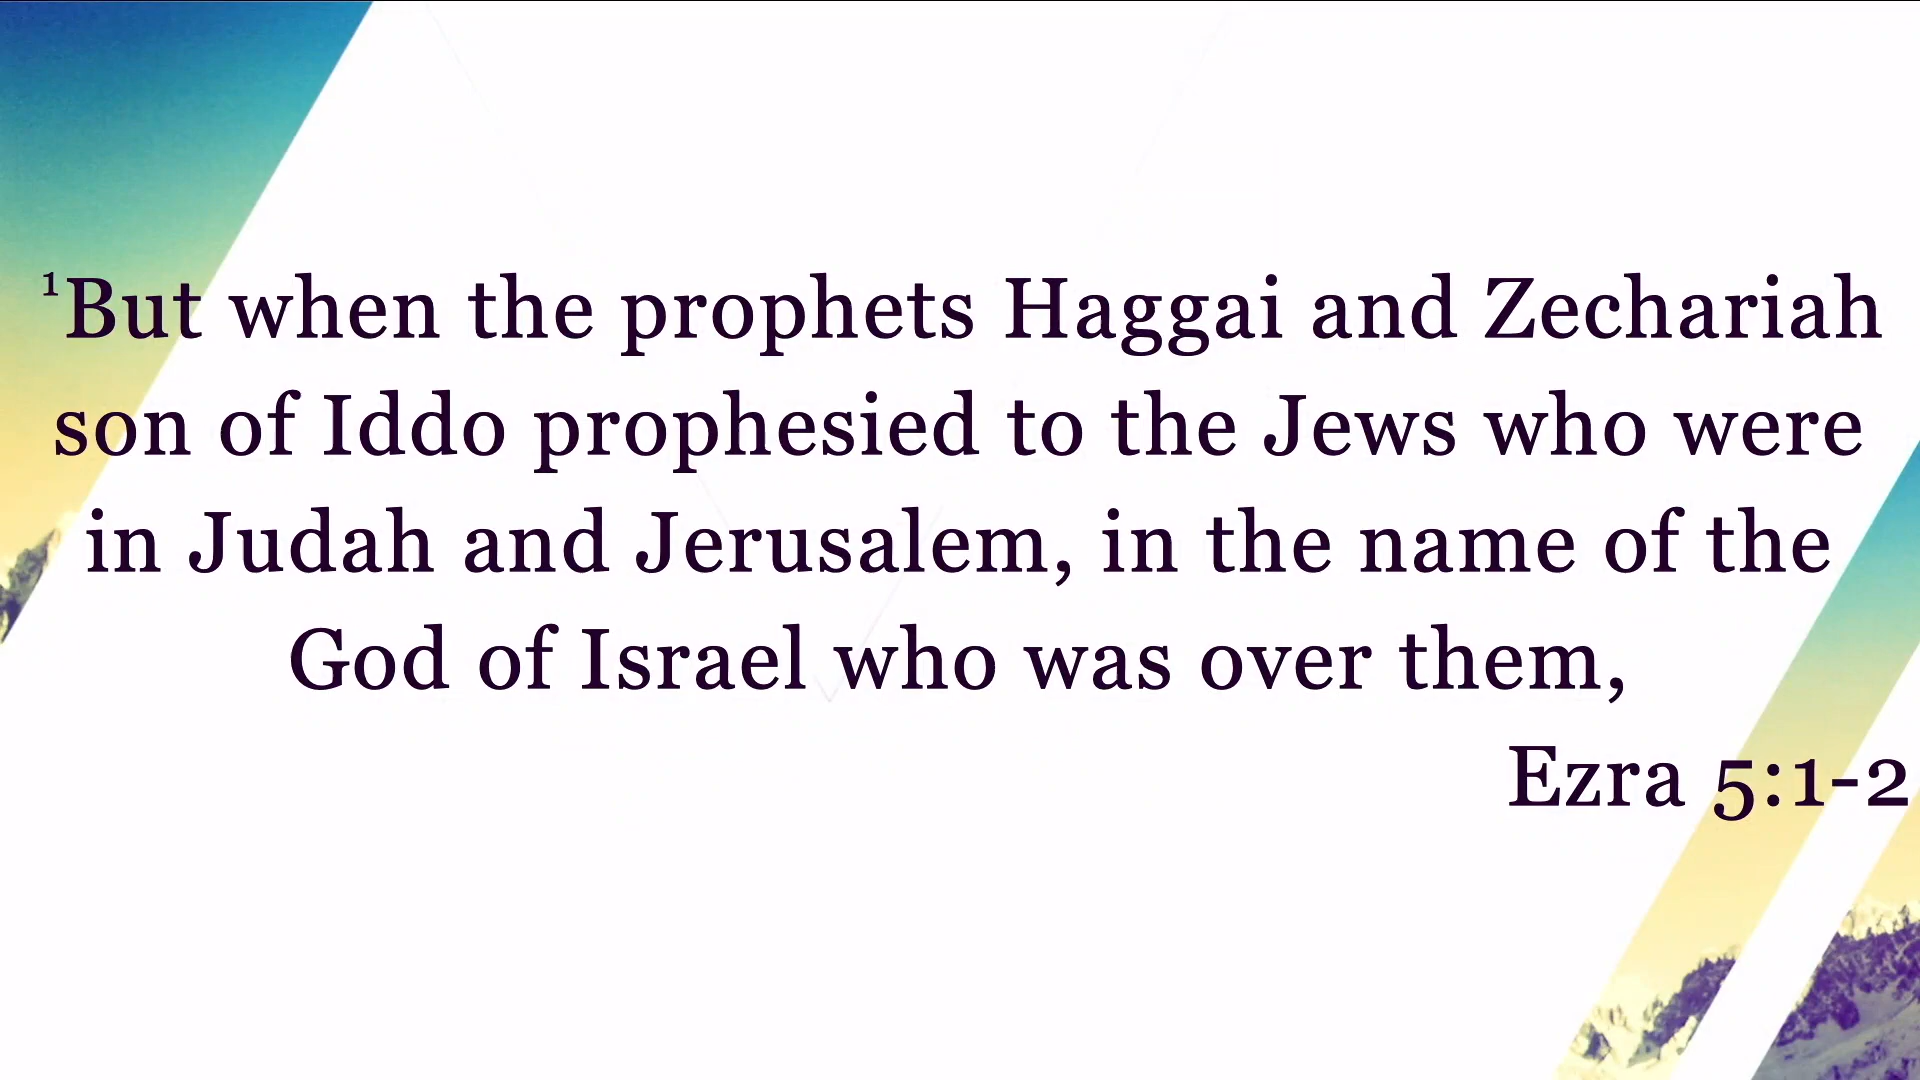 ¹But when the prophets Haggai and Zechariah
son of Iddo prophesied to the Jews who were
in Judah and Jerusalem, in the name of the
God of Israel who was over them,
Ezra 5:1-2